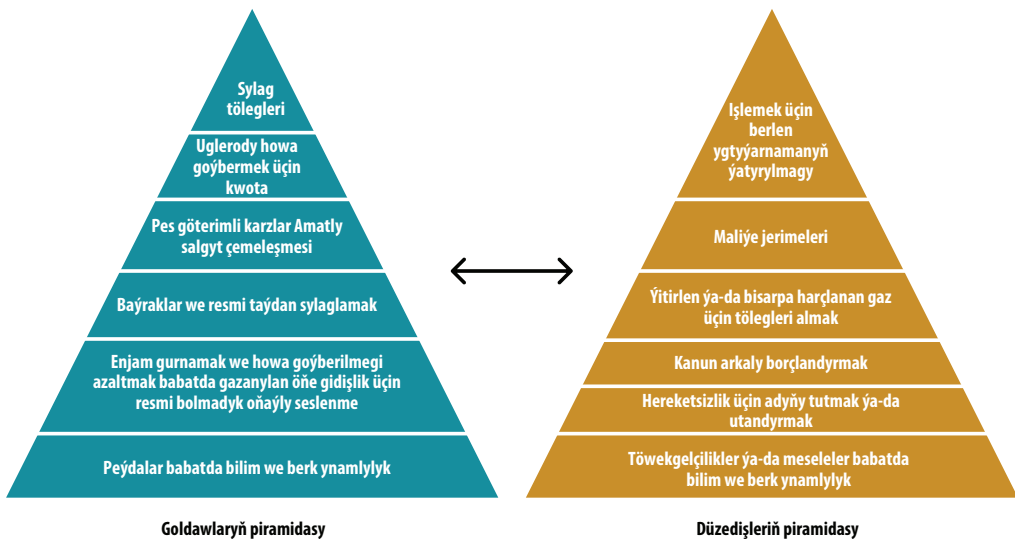 Sylag
tölegleri
Uglerody howa
goýbermek üçin
kwota
Pes göterimli karzlar Amatly
salgyt çemeleşmesi
Baýraklar we resmi taýdan sylaglamak
Enjam gurnamak we howa goýberilmegi
azaltmak babatda gazanylan öňe gidişlik üçin
resmi bolmadyk oňaýly seslenme
Peýdalar babatda bilim we berk ynamlylyk
Goldawlaryň piramidasy
Işlemek üçin
berlen
ygtyýarnamanyň
ýatyrylmagy
Maliýe jerimeleri
Ýitirlen ýa-da bisarpa harçlanan gaz
üçin tölegleri almak
Kanun arkaly borçlandyrmak
Hereketsizlik üçin adyňy tutmak ýa-da
utandyrmak
Töwekgelçilikler ýa-da meseleler babatda
bilim we berk ynamlylyk
Düzedişleriň piramidasy